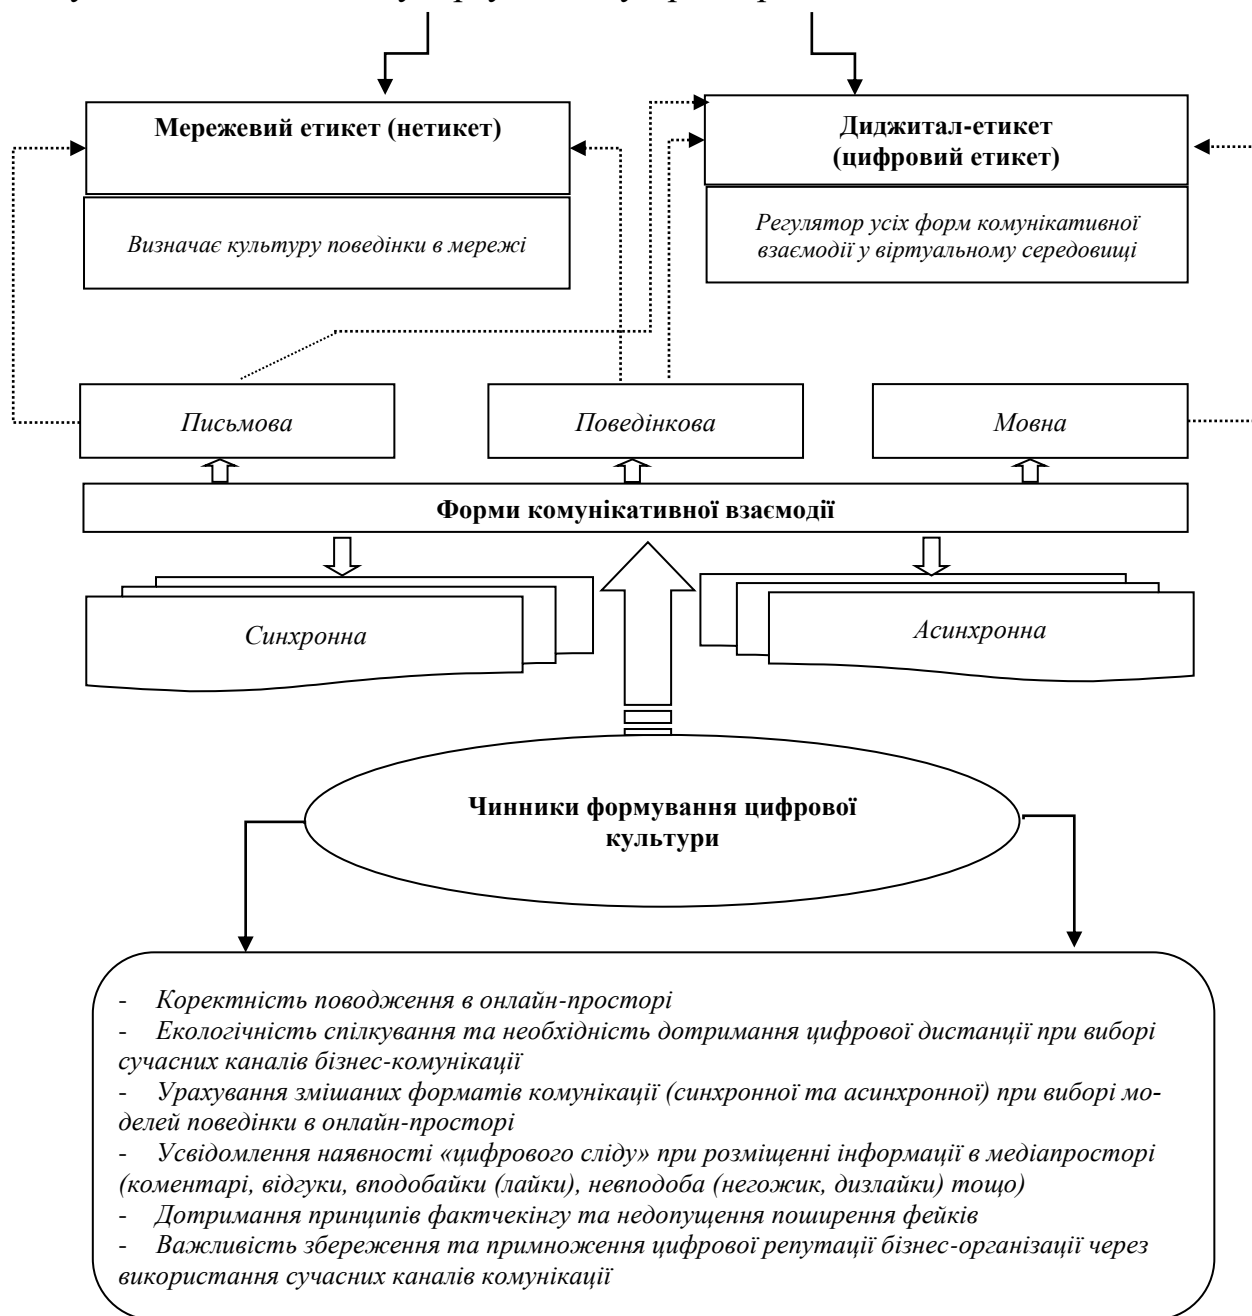 Мережевий етикет (нетикет)
Диджитал-етикет
(цифровий етикет)
Визначає культуру поведінки в мережі
Регулятор усіх форм комунікативної
взаємодії у віртуальному середовищі
Письмова
Поведінкова
Мовна
Форми комунікативної взаємодії
Синхронна
Асинхронна
Чинники формування цифрової
культури
- Коректність поводження в онлайн-просторі
- Екологічність спілкування та необхідність дотримання цифрової дистанції при виборі
сучасних каналів бізнес-комунікації
- Урахування змішаних форматів комунікації (синхронної та асинхронної) при виборі мо-
делей поведінки в онлайн-просторі
- Усвідомлення наявності «цифрового сліду» при розміщенні інформації в медіапросторі
(коментарі, відгуки, вподобайки (лайки), невподоба (негожик, дизлайки) тощо)
- Дотримання принципів фактчекінгу та недопущення поширення фейків
- Важливість збереження та примноження цифрової репутації бізнес-організації через
використання сучасних каналів комунікації